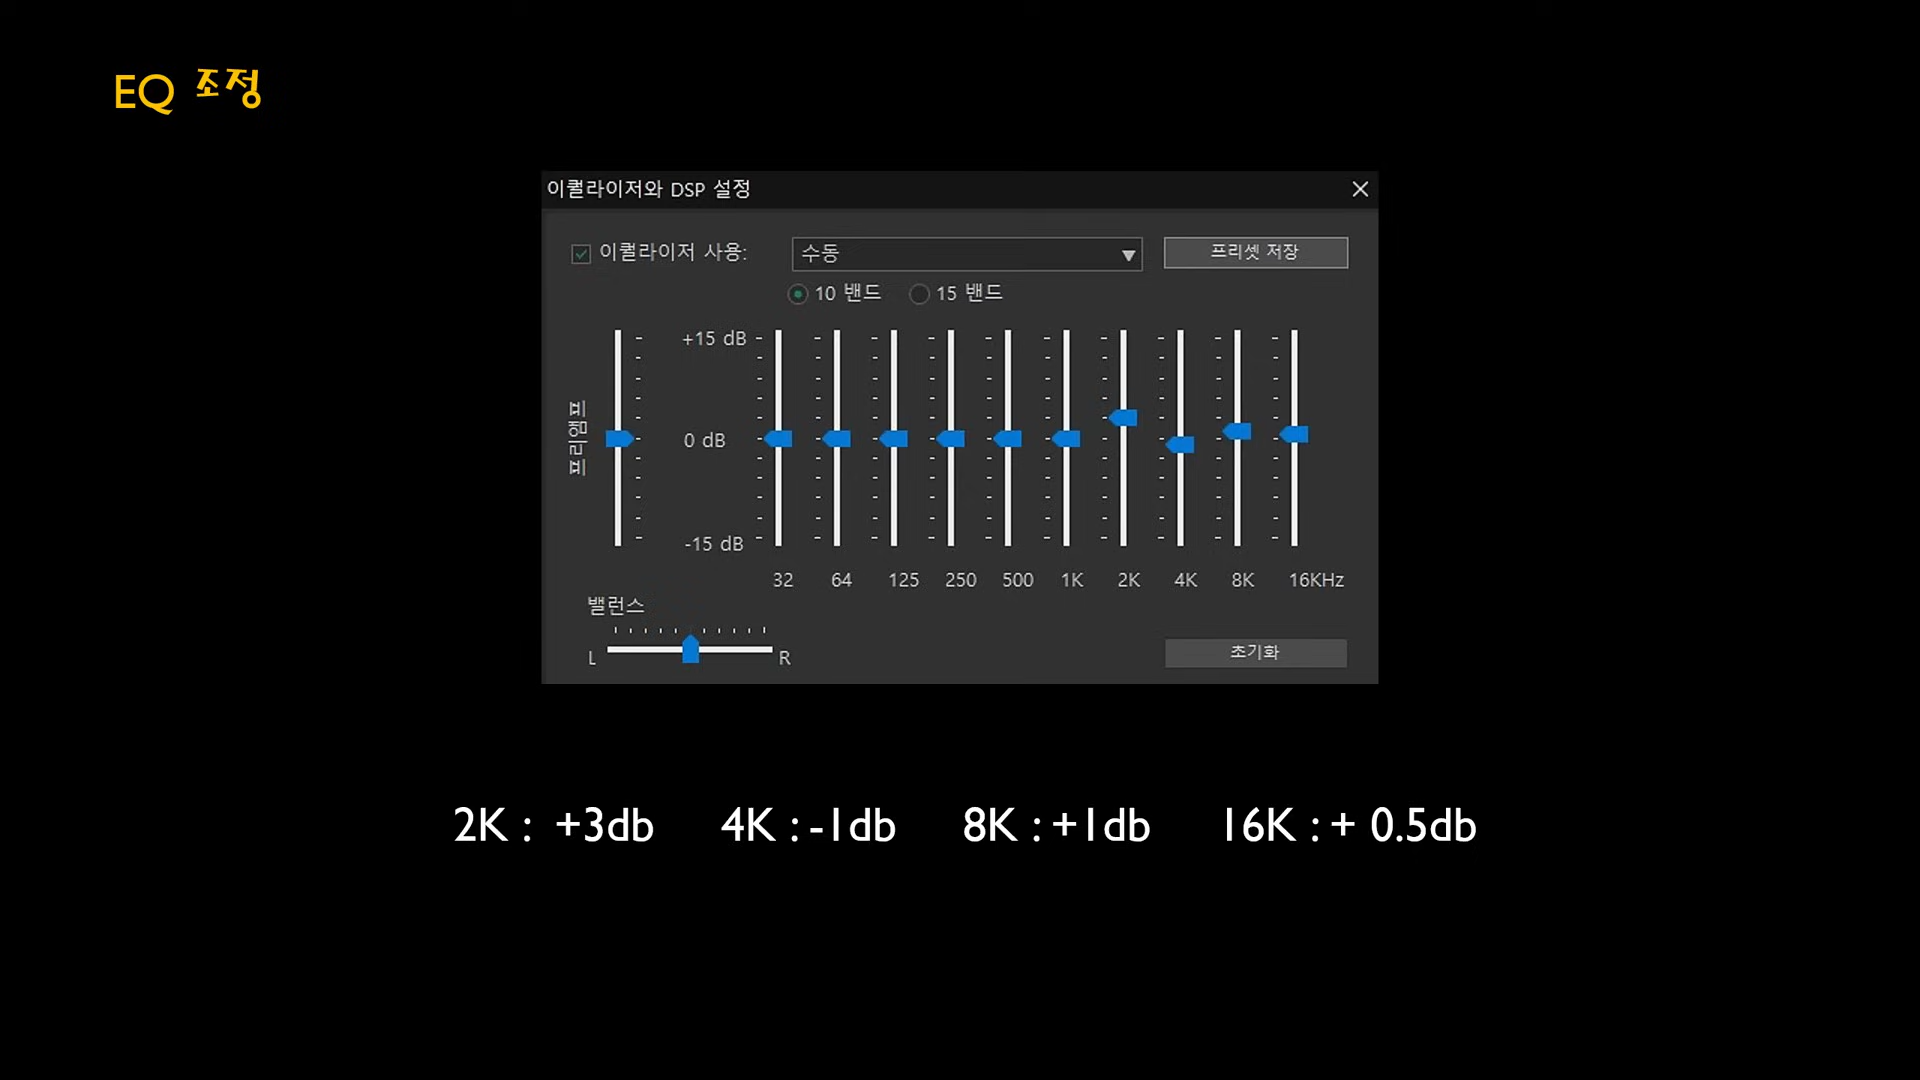 EQ 조정
이퀄라이저와 DSP 설정
이퀄라이저 사용: 수동 프리셋 저장
10 밴드 15 밴드
+15 dB
프리앰프
0 dB
-15 dB
32 64 125 250 500 1K 2K 4K 8K 16KHz
밸런스
L R
초기화
2K : +3db 4K : -1db 8K : +1db 16K : + 0.5db